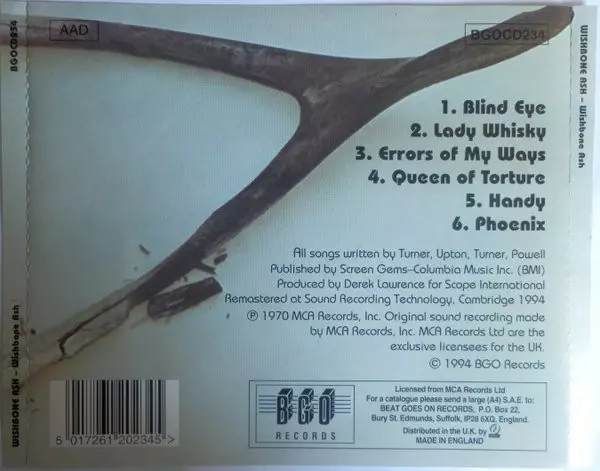 AAD
BGOCD234
BGOCD234
WISHBONE ASH – Wishbone Ash
1. Blind Eye
2. Lady Whisky
3. Errors of My Ways
4. Queen of Torture
5. Handy
6. Phoenix
All songs written by Turner, Upton, Turner, Powell
Published by Screen Gems–Columbia Music Inc. (BMI)
Produced by Derek Lawrence for Scope International
Remastered at Sound Recording Technology, Cambridge 1994
℗ 1970 MCA Records, Inc. Original sound recording made
by MCA Records, Inc. MCA Records Ltd are the
exclusive licensees for the UK.
© 1994 BGO Records
WISHBONE ASH – Wishbone Ash
5 017261 202345 >
BGO
RECORDS
Licensed from MCA Records Ltd
For a catalogue please send a large (A4) S.A.E. to:
BEAT GOES ON RECORDS, P.O. Box 22,
Bury St. Edmunds, Suffolk, IP28 6XQ, England.
Distributed in the U.K. by
MADE IN ENGLAND